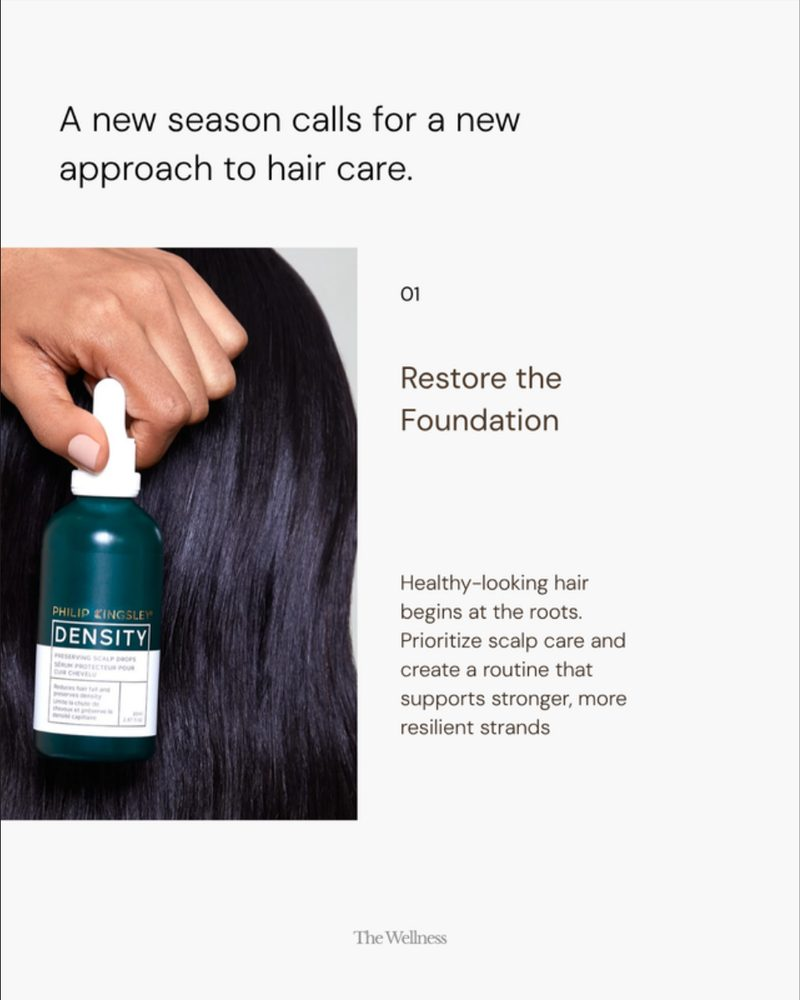 A new season calls for a new
approach to hair care.
PHILIP KINGSLEY®
DENSITY
PRESERVING SCALP DROPS
SÉRUM PROTECTEUR POUR
CUIR CHEVELU
Reduces hair fall and
preserves density
Limite la chute de
cheveux et préserve la
densité capillaire
01
Restore the
Foundation
Healthy-looking hair
begins at the roots.
Prioritize scalp care and
create a routine that
supports stronger, more
resilient strands
The Wellness